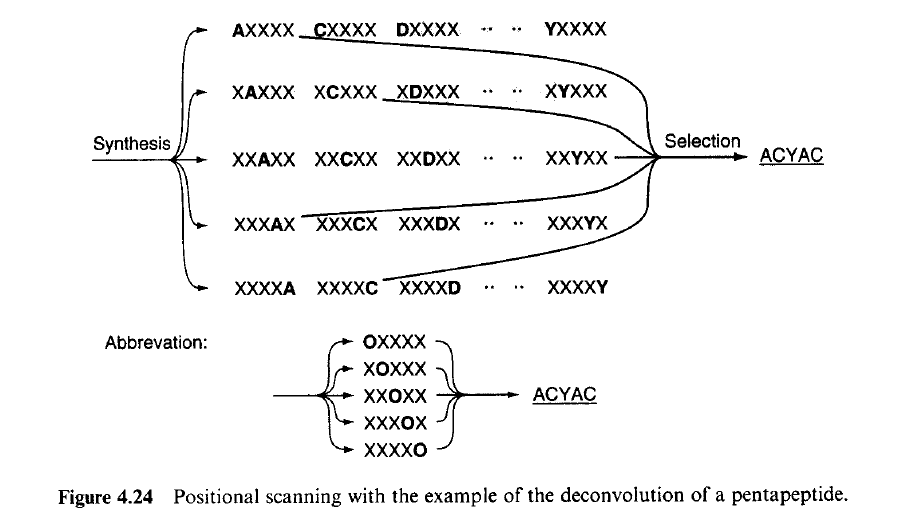 AXXXX CXXXX DXXXX ·· ·· YXXXX
XAXXX XCXXX XDXXX ·· ·· XYXXX
Synthesis
XXAXX XXCXX XXDXX ·· ·· XXYXX
Selection
ACYAC
XXXAX XXXCX XXXDX ·· ·· XXXYX
XXXXA XXXXC XXXXD ·· ·· XXXXY
Abbrevation:
OXXXX
XOXXX
XXOXX
ACYAC
XXXOX
XXXXO
Figure 4.24 Positional scanning with the example of the deconvolution of a pentapeptide.